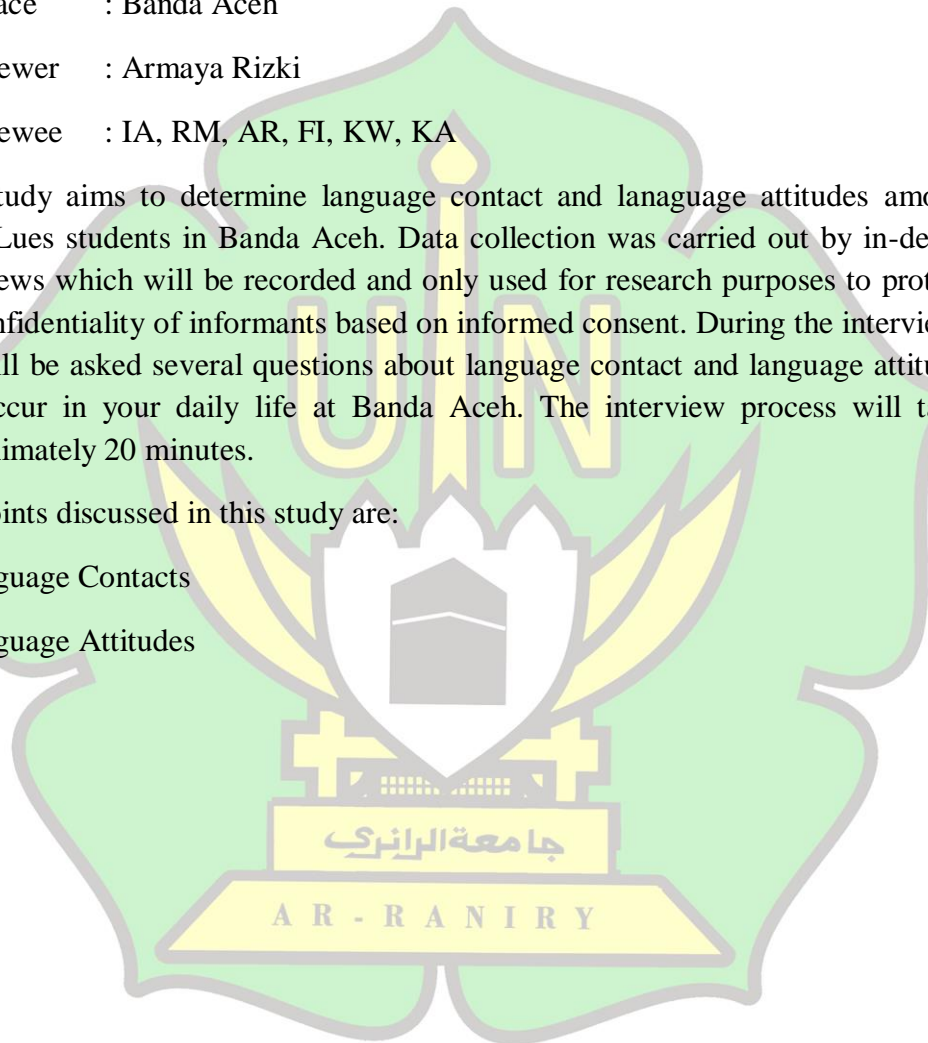 ace : Banda Aceh
ewer : Armaya Rizki
ewee : IA, RM, AR, FI, KW, KA
tudy aims to determine language contact and lanaguage attitudes amo
Lues students in Banda Aceh. Data collection was carried out by in-de
ews which will be recorded and only used for research purposes to prot
nfidentiality of informants based on informed consent. During the intervie
ll be asked several questions about language contact and language attitu
ccur in your daily life at Banda Aceh. The interview process will t
imately 20 minutes.
oints discussed in this study are:
guage Contacts
guage Attitudes
UIN
جامعة الرانري
AR-RANIRY